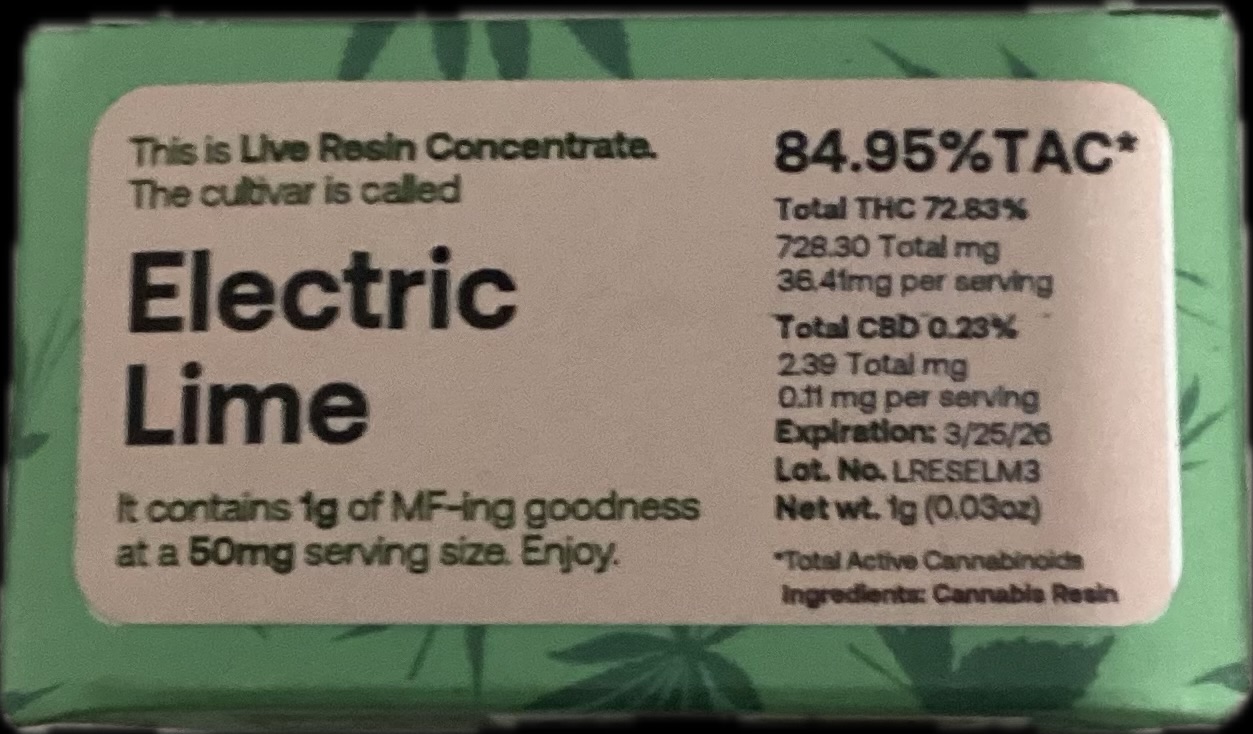 This is Live Resin Concentrate.
The cultivar is called
Electric
Lime
It contains 1g of MF-ing goodness
at a 50mg serving size. Enjoy.
84.95%TAC*
Total THC 72.83%
728.30 Total mg
36.41mg per serving
Total CBD 0.23%
2.39 Total mg
0.11 mg per serving
Expiration: 3/25/26
Lot. No. LRESELM3
Net wt. 1g (0.03oz)
*Total Active Cannabinoids
Ingredients: Cannabis Resin